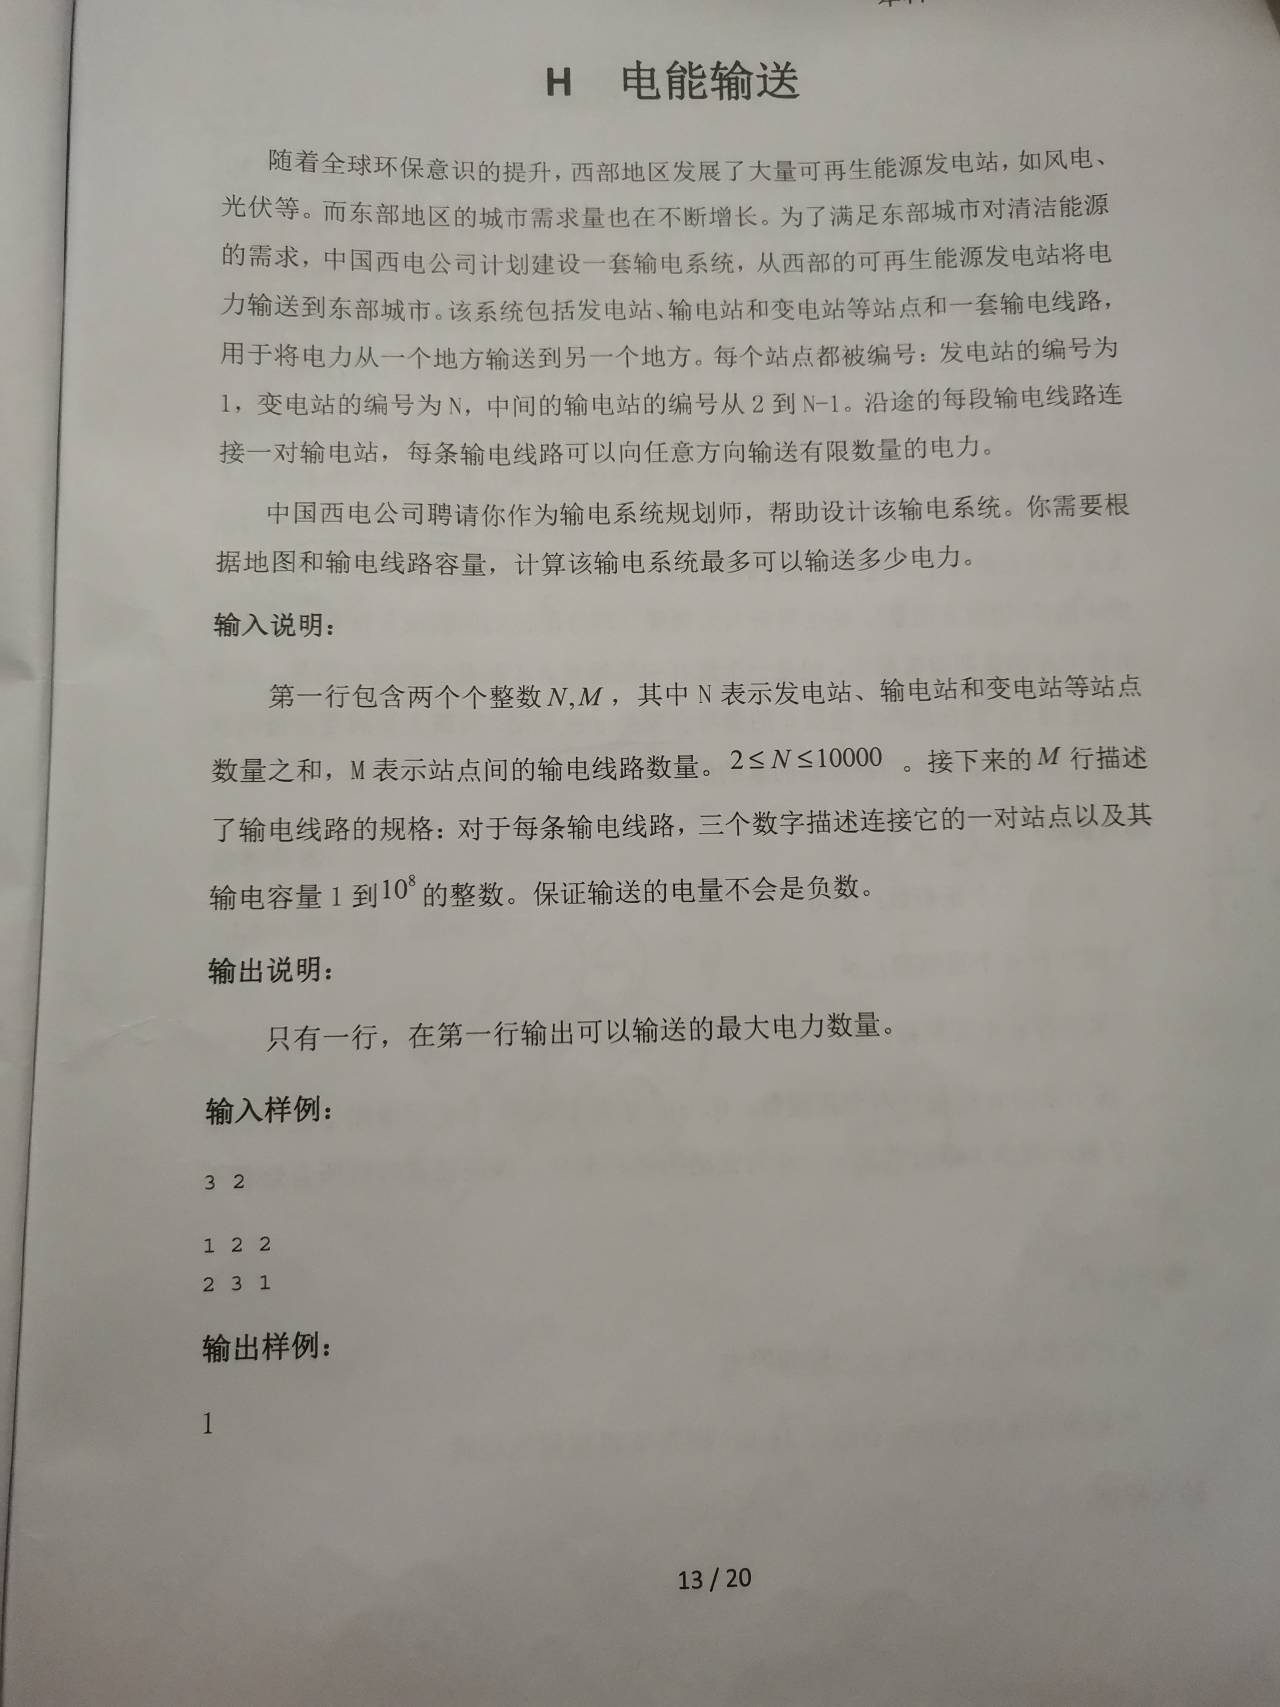 H 电能输送
随着全球环保意识的提升，西部地区发展了大量可再生能源发电站，如风电、
光伏等。而东部地区的城市需求量也在不断增长。为了满足东部城市对清洁能源
的需求，中国西电公司计划建设一套输电系统，从西部的可再生能源发电站将电
力输送到东部城市。该系统包括发电站、输电站和变电站等站点和一套输电线路，
用于将电力从一个地方输送到另一个地方。每个站点都被编号：发电站的编号为
1，变电站的编号为 N，中间的输电站的编号从 2 到 N-1。沿途的每段输电线路连
接一对输电站，每条输电线路可以向任意方向输送有限数量的电力。
中国西电公司聘请你作为输电系统规划师，帮助设计该输电系统。你需要根
据地图和输电线路容量，计算该输电系统最多可以输送多少电力。
输入说明：
第一行包含两个个整数 N,M ，其中 N 表示发电站、输电站和变电站等站点
数量之和，M 表示站点间的输电线路数量。2≤N≤10000 。接下来的 M 行描述
了输电线路的规格：对于每条输电线路，三个数字描述连接它的一对站点以及其
输电容量 1 到 10⁸ 的整数。保证输送的电量不会是负数。
输出说明：
只有一行，在第一行输出可以输送的最大电力数量。
输入样例：
3 2
1 2 2
2 3 1
输出样例：
1
13 / 20